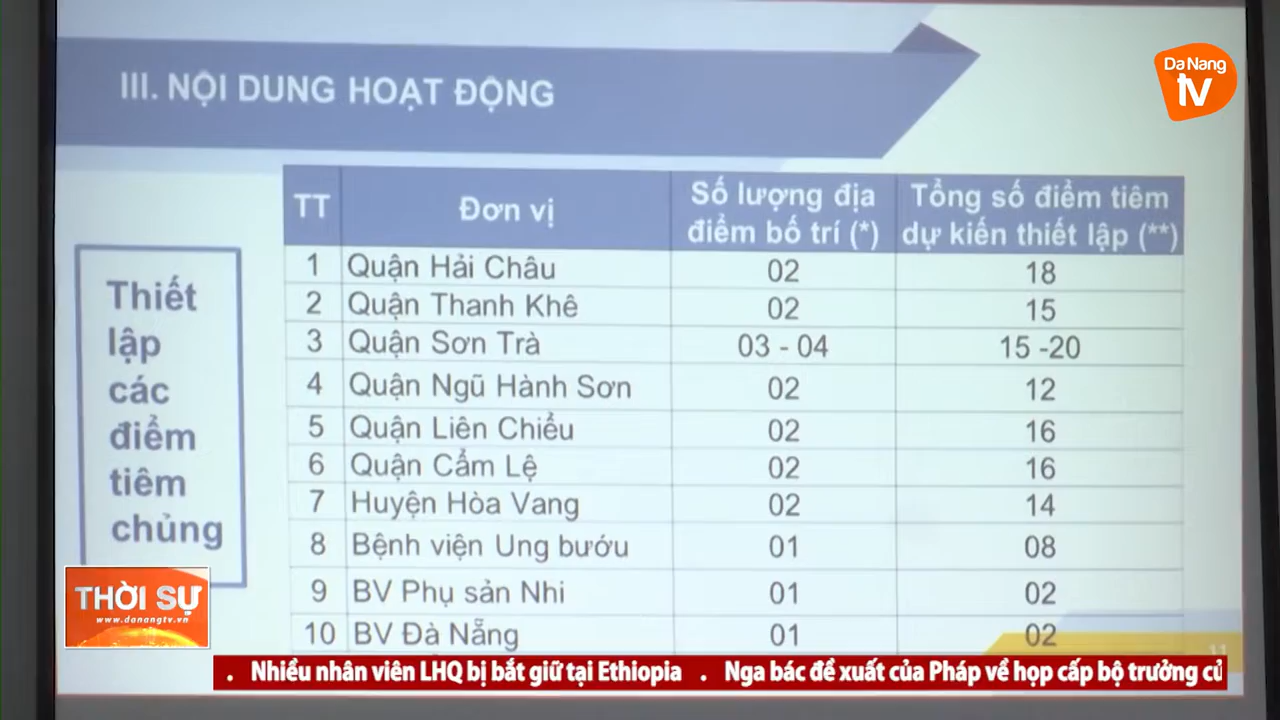 Da Nang
tv
III. NỘI DUNG HOẠT ĐỘNG
Thiết
lập
các
điểm
tiêm
chủng
TT Đơn vị Số lượng địa điểm bố trí (*) Tổng số điểm tiêm dự kiến thiết lập (**)
1 Quận Hải Châu 02 18
2 Quận Thanh Khê 02 15
3 Quận Sơn Trà 03 - 04 15 -20
4 Quận Ngũ Hành Sơn 02 12
5 Quận Liên Chiểu 02 16
6 Quận Cẩm Lệ 02 16
7 Huyện Hòa Vang 02 14
8 Bệnh viện Ung bướu 01 08
9 BV Phụ sản Nhi 01 02
10 BV Đà Nẵng 01 02
11
THỜI SỰ
www.danangtv.vn
. Nhiều nhân viên LHQ bị bắt giữ tại Ethiopia . Nga bác đề xuất của Pháp về họp cấp bộ trưởng